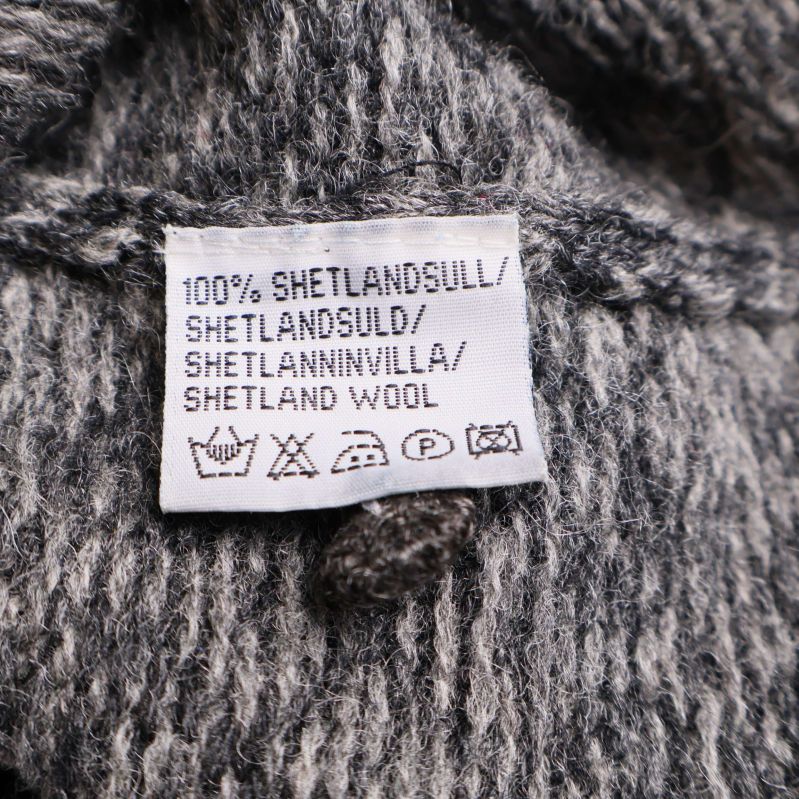 100% SHETLANDSULL/
SHETLANDSULD/
SHETLANNINVILLA/
SHETLAND WOOL
P